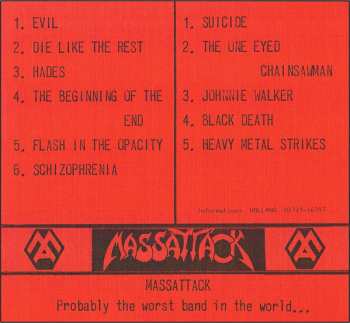 1. EVIL
2. DIE LIKE THE REST
3. HADES
4. THE BEGINNING OF THE
END
5. FLASH IN THE OPACITY
6. SCHIZOPHRENIA
1. SUICIDE
2. THE ONE EYED
CHAINSAWMAN
3. JOHNNIE WALKER
4. BLACK DEATH
5. HEAVY METAL STRIKES
HOLLAND
MASSATTACK
MASSATTACK
Probably the worst band in the world...